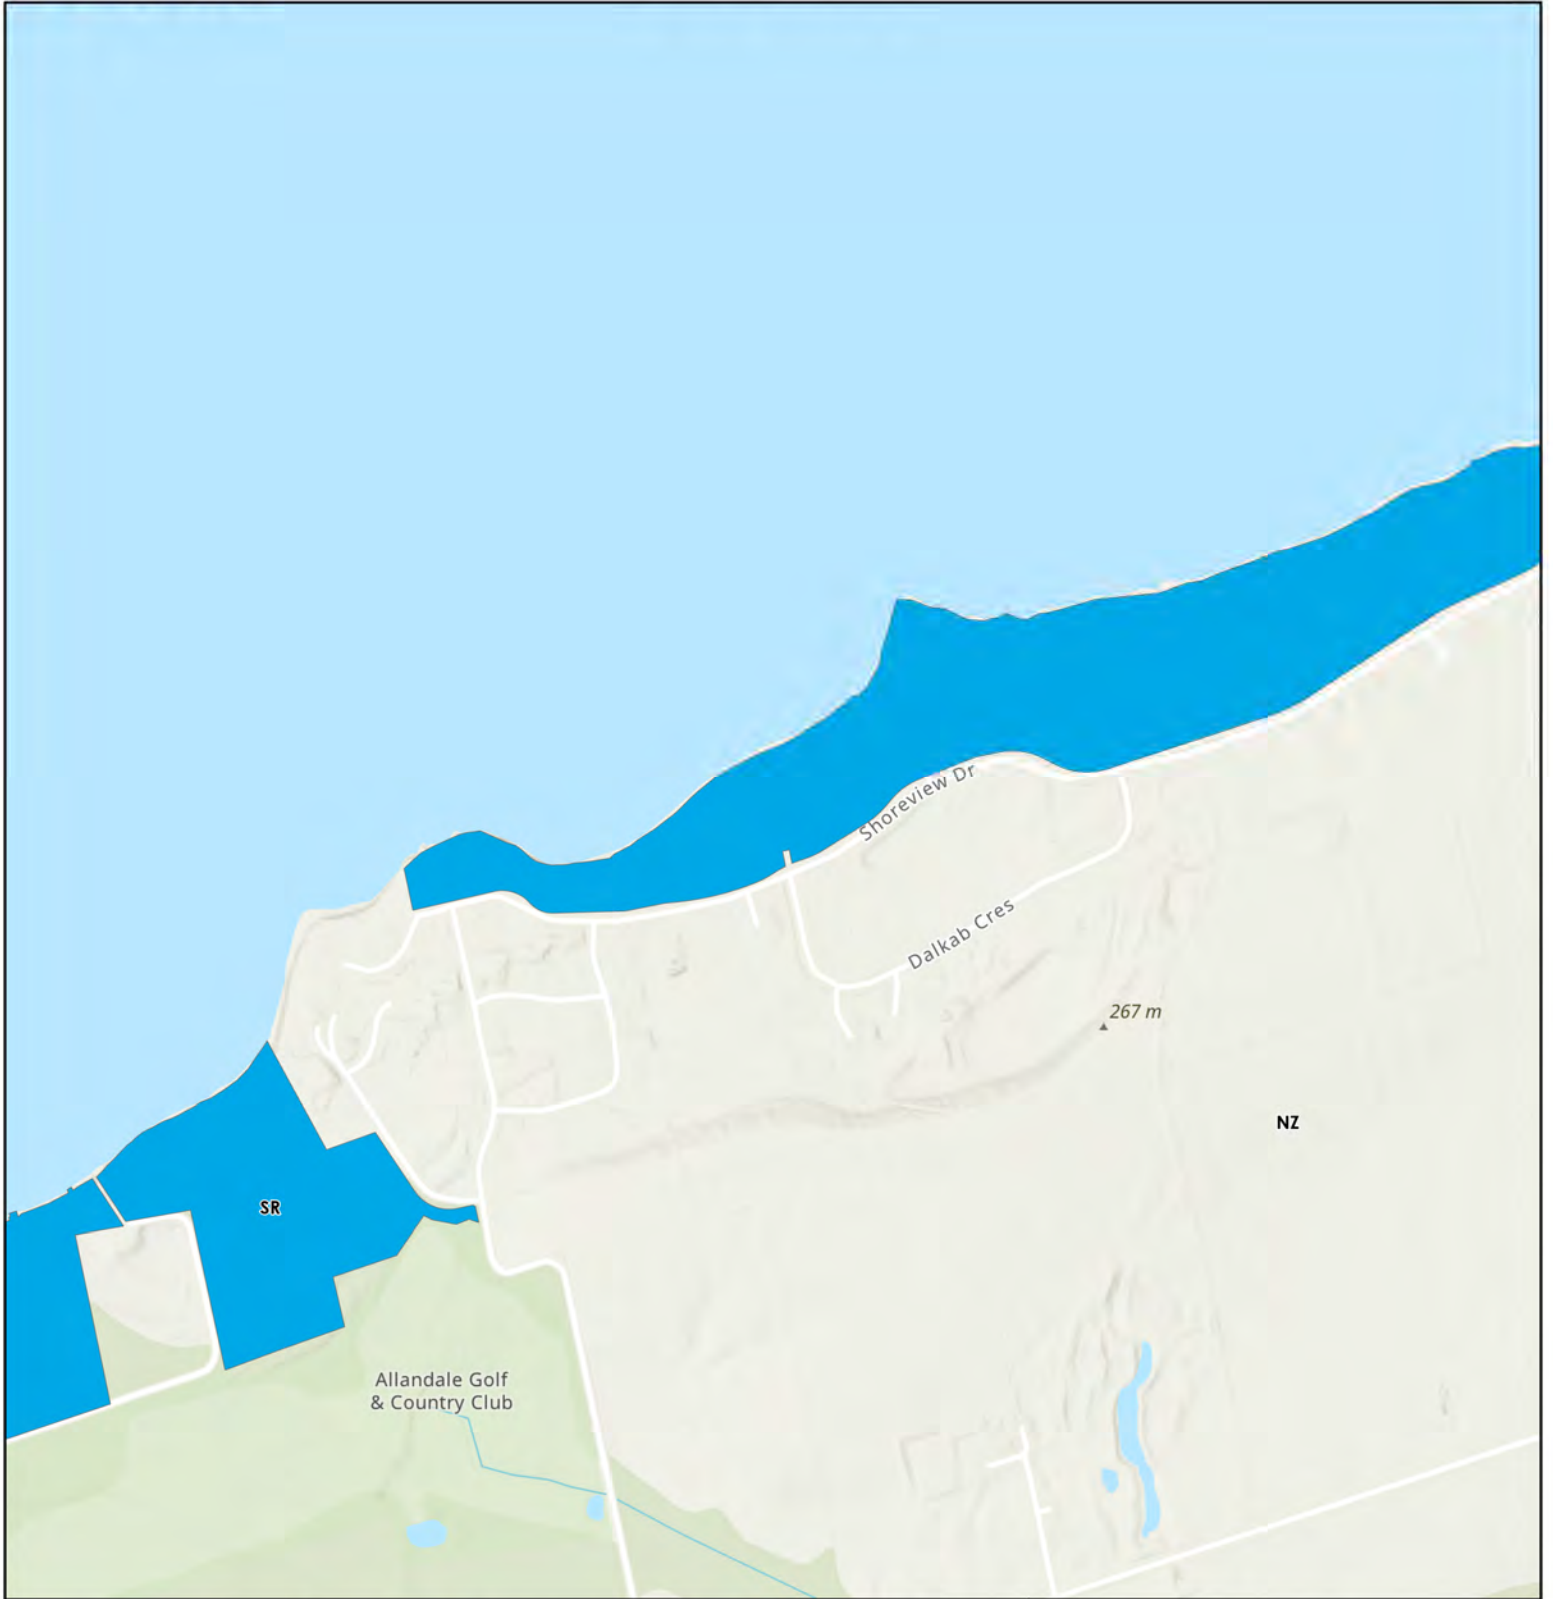 Shoreview Dr
Dalkab Cres
267 m
NZ
SR
Allandale Golf
& Country Club